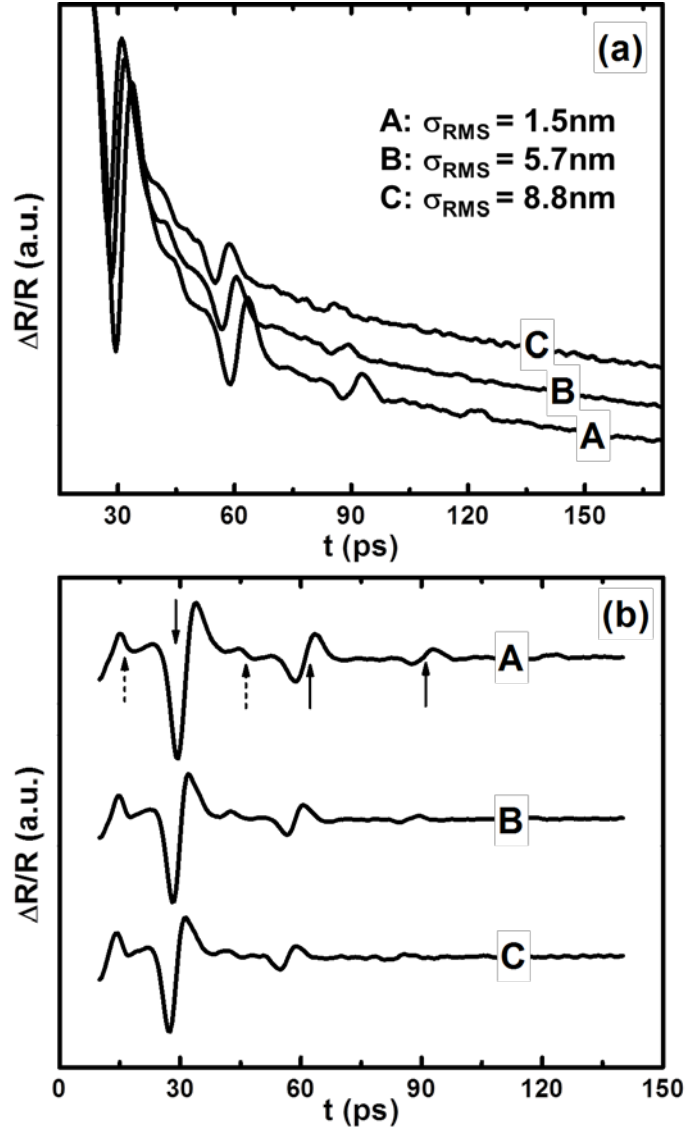 (a)
A: σRMS = 1.5nm
B: σRMS = 5.7nm
C: σRMS = 8.8nm
ΔR/R (a.u.)
C
B
A
30 60 90 120 150
t (ps)
(b)
A
B
C
ΔR/R (a.u.)
0 30 60 90 120 150
t (ps)